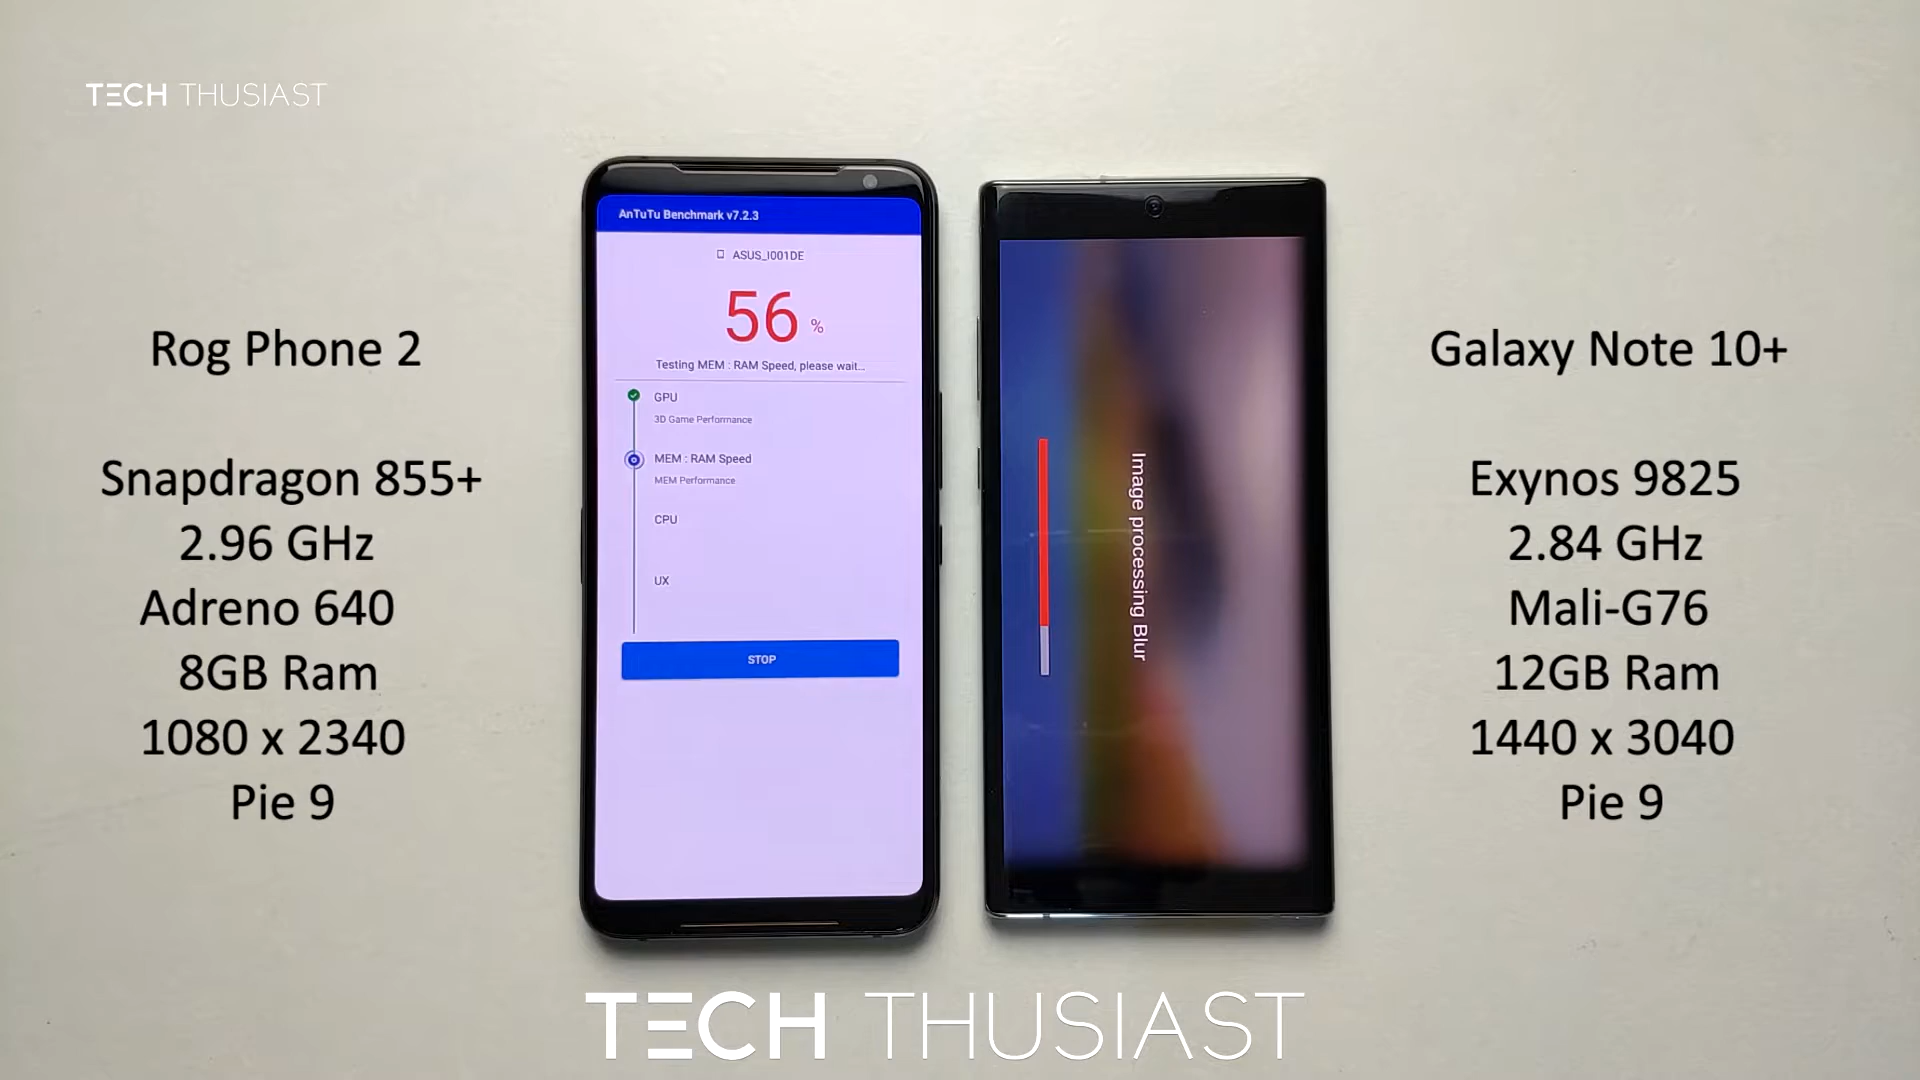 TECH THUSIAST
Rog Phone 2
Snapdragon 855+
2.96 GHz
Adreno 640
8GB Ram
1080 x 2340
Pie 9
AnTuTu Benchmark v7.2.3
ASUS_I001DE
56 %
Testing MEM : RAM Speed, please wait...
GPU
3D Game Performance
MEM : RAM Speed
MEM Performance
CPU
UX
STOP
Image processing Blur
Galaxy Note 10+
Exynos 9825
2.84 GHz
Mali-G76
12GB Ram
1440 x 3040
Pie 9
TECH THUSIAST